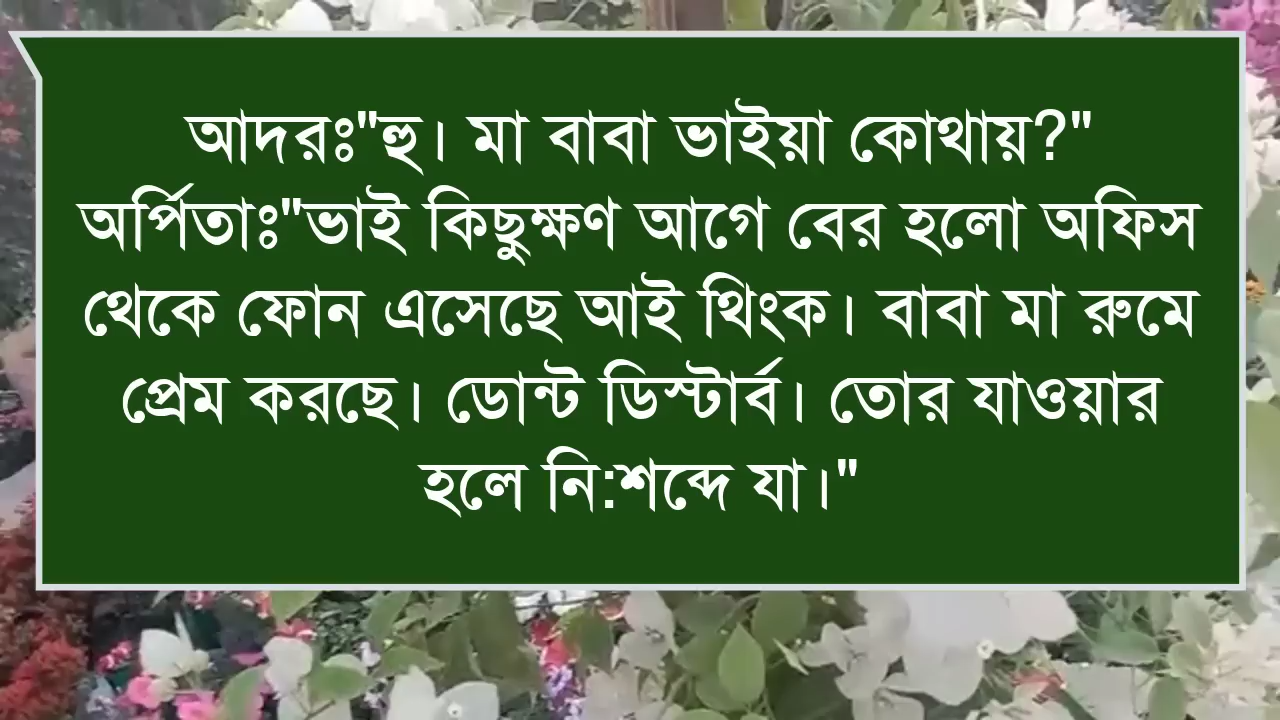 আদরঃ"হু। মা বাবা ভাইয়া কোথায়?"
অর্পিতাঃ"ভাই কিছুক্ষণ আগে বের হলো অফিস
থেকে ফোন এসেছে আই থিংক। বাবা মা রুমে
প্রেম করছে। ডোন্ট ডিস্টার্ব। তোর যাওয়ার
হলে নি:শব্দে যা।"